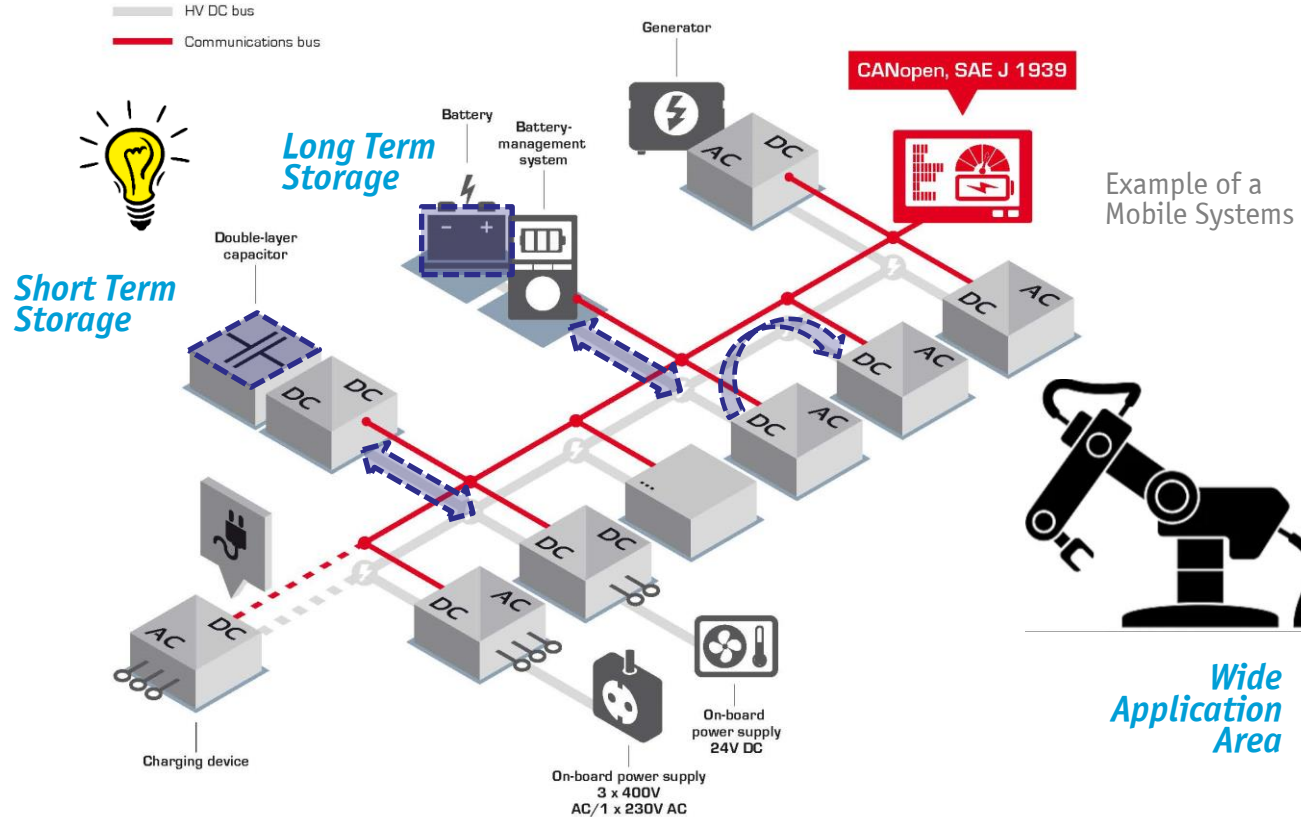 HV DC bus
Communications bus
Generator
CANopen, SAE J 1939
Battery
Battery-
management
system
Long Term
Storage
AC
DC
Example of a
Mobile Systems
Double-layer
capacitor
Short Term
Storage
- +
DC
AC
DC
DC
DC
AC
DC
AC
...
DC
DC
DC
AC
AC
DC
Charging device
On-board
power supply
24V DC
On-board power supply
3 x 400V
AC/1 x 230V AC
Wide
Application
Area